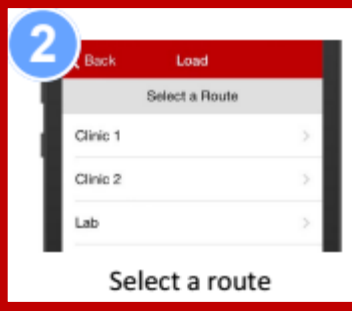 2
Back Load
Select a Route
Clinic 1
Clinic 2
Lab
Select a route